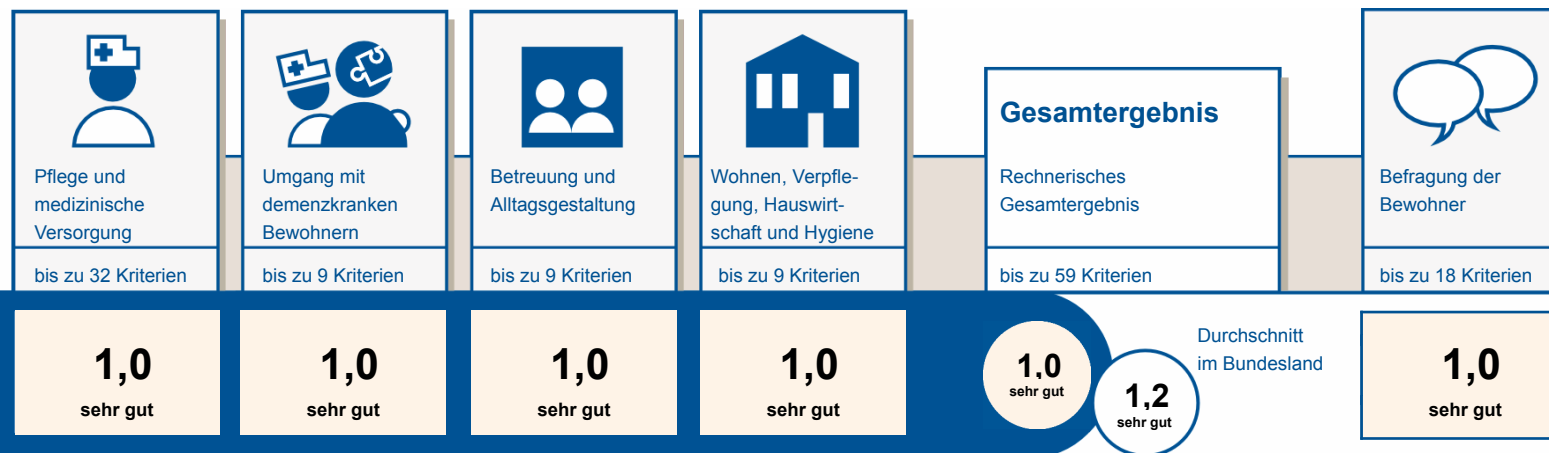 Pflege und
medizinische
Versorgung
bis zu 32 Kriterien
1,0
sehr gut
Umgang mit
demenzkranken
Bewohnern
bis zu 9 Kriterien
1,0
sehr gut
Betreuung und
Alltagsgestaltung
bis zu 9 Kriterien
1,0
sehr gut
Wohnen, Verpfle-
gung, Hauswirt-
schaft und Hygiene
bis zu 9 Kriterien
1,0
sehr gut
Gesamtergebnis
Rechnerisches
Gesamtergebnis
bis zu 59 Kriterien
1,0
sehr gut
1,2
sehr gut
Durchschnitt
im Bundesland
Befragung der
Bewohner
bis zu 18 Kriterien
1,0
sehr gut